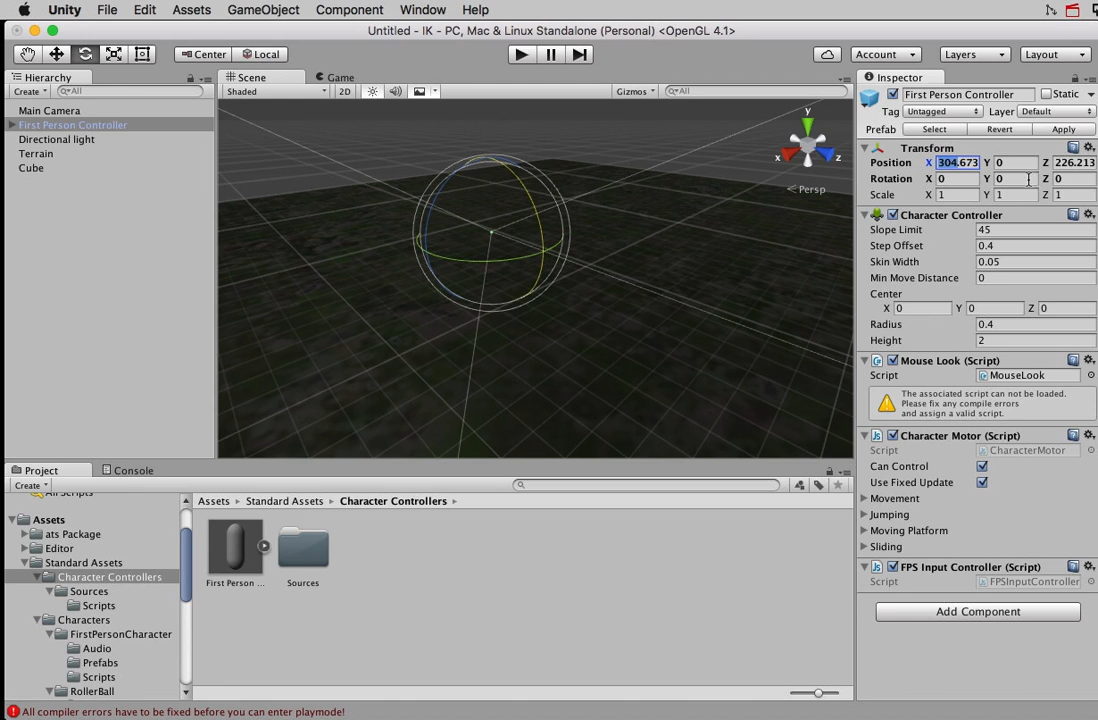 Unity File Edit Assets GameObject Component Window Help
Untitled - IK - PC, Mac & Linux Standalone (Personal) <OpenGL 4.1>
Center Local Account Layers Layout
Hierarchy
Create All
Main Camera
First Person Controller
Directional light
Terrain
Cube
Scene Game
Shaded 2D Gizmos All
y
x z
Persp
Inspector
First Person Controller Static
Tag Untagged Layer Default
Prefab Select Revert Apply
Transform
Position X 304.673 Y 0 Z 226.213
Rotation X 0 Y 0 Z 0
Scale X 1 Y 1 Z 1
Character Controller
Slope Limit 45
Step Offset 0.4
Skin Width 0.05
Min Move Distance 0
Center
X 0 Y 0 Z 0
Radius 0.4
Height 2
Mouse Look (Script)
Script MouseLook
The associated script can not be loaded.
Please fix any compile errors
and assign a valid script.
Character Motor (Script)
Script CharacterMotor
Can Control
Use Fixed Update
Movement
Jumping
Moving Platform
Sliding
FPS Input Controller (Script)
Script FPSInputController
Add Component
Project Console
Create
All Scripts
Assets
ats Package
Editor
Standard Assets
Character Controllers
Sources
Scripts
Characters
FirstPersonCharacter
Audio
Prefabs
Scripts
RollerBall
Assets Standard Assets Character Controllers
First Person ... Sources
All compiler errors have to be fixed before you can enter playmode!